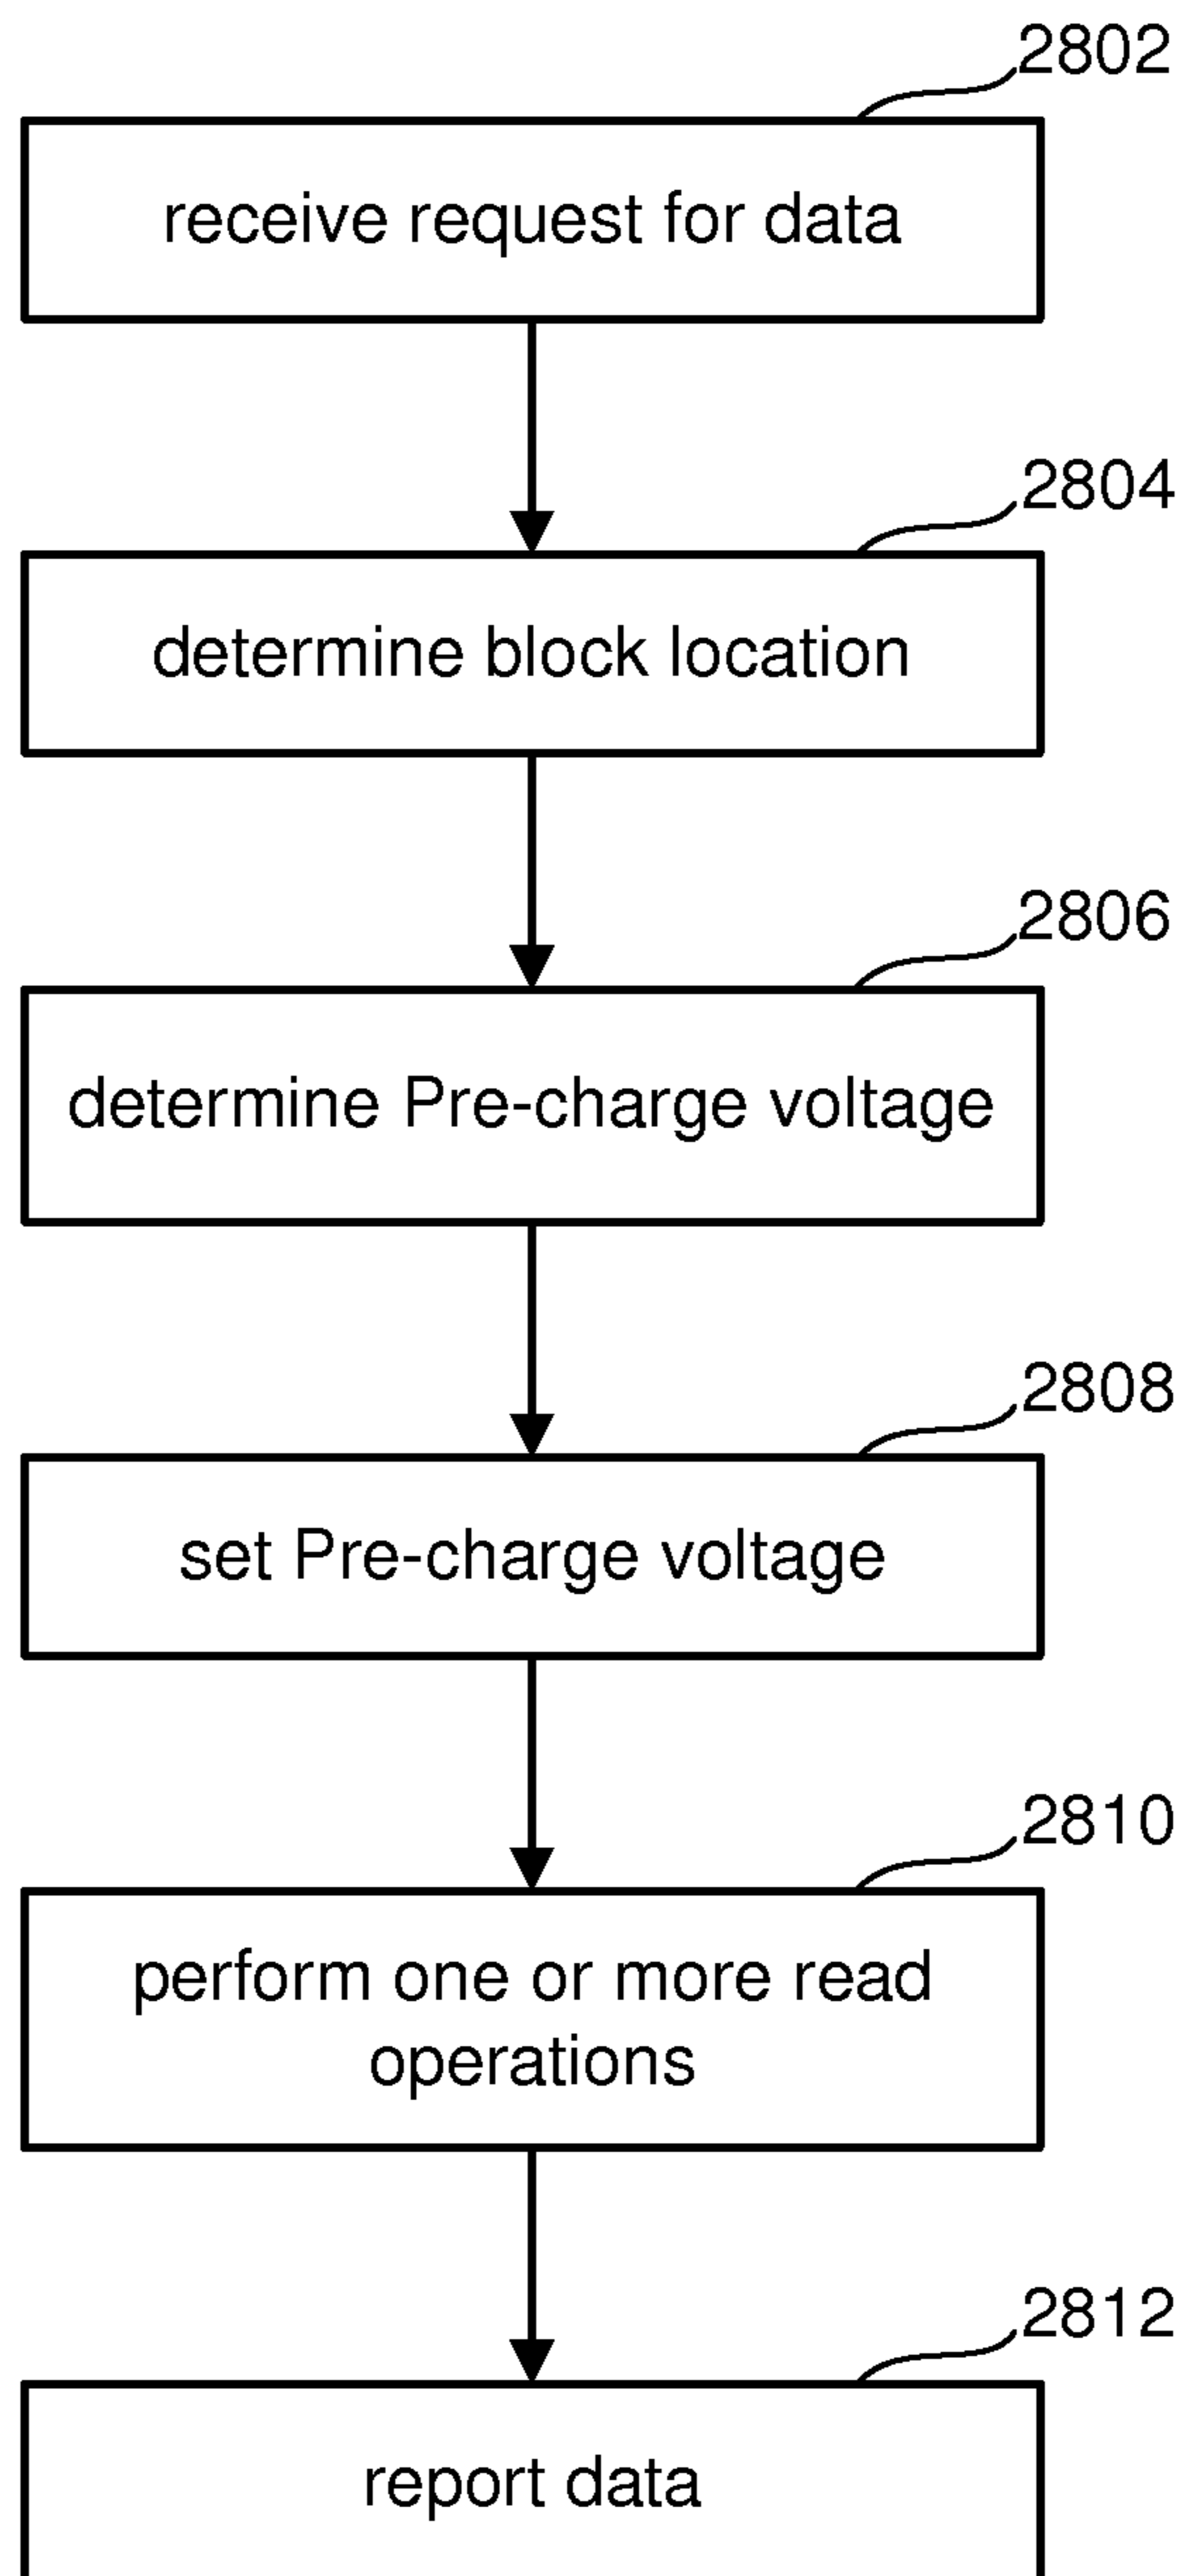 2802
receive request for data
2804
determine block location
2806
determine Pre-charge voltage
2808
set Pre-charge voltage
2810
perform one or more read
operations
2812
report data